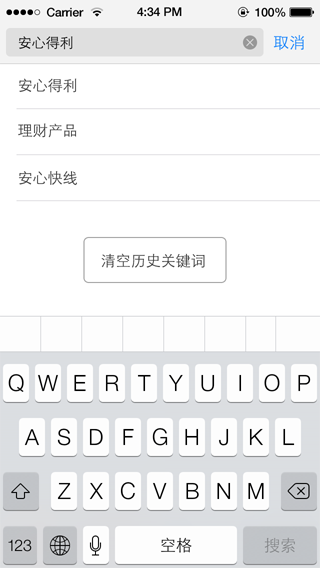 Carrier 4:34 PM 100%
安心得利 取消
安心得利
理财产品
安心快线
清空历史关键词
Q W E R T Y U I O P
A S D F G H J K L
Z X C V B N M
123 空格 搜索